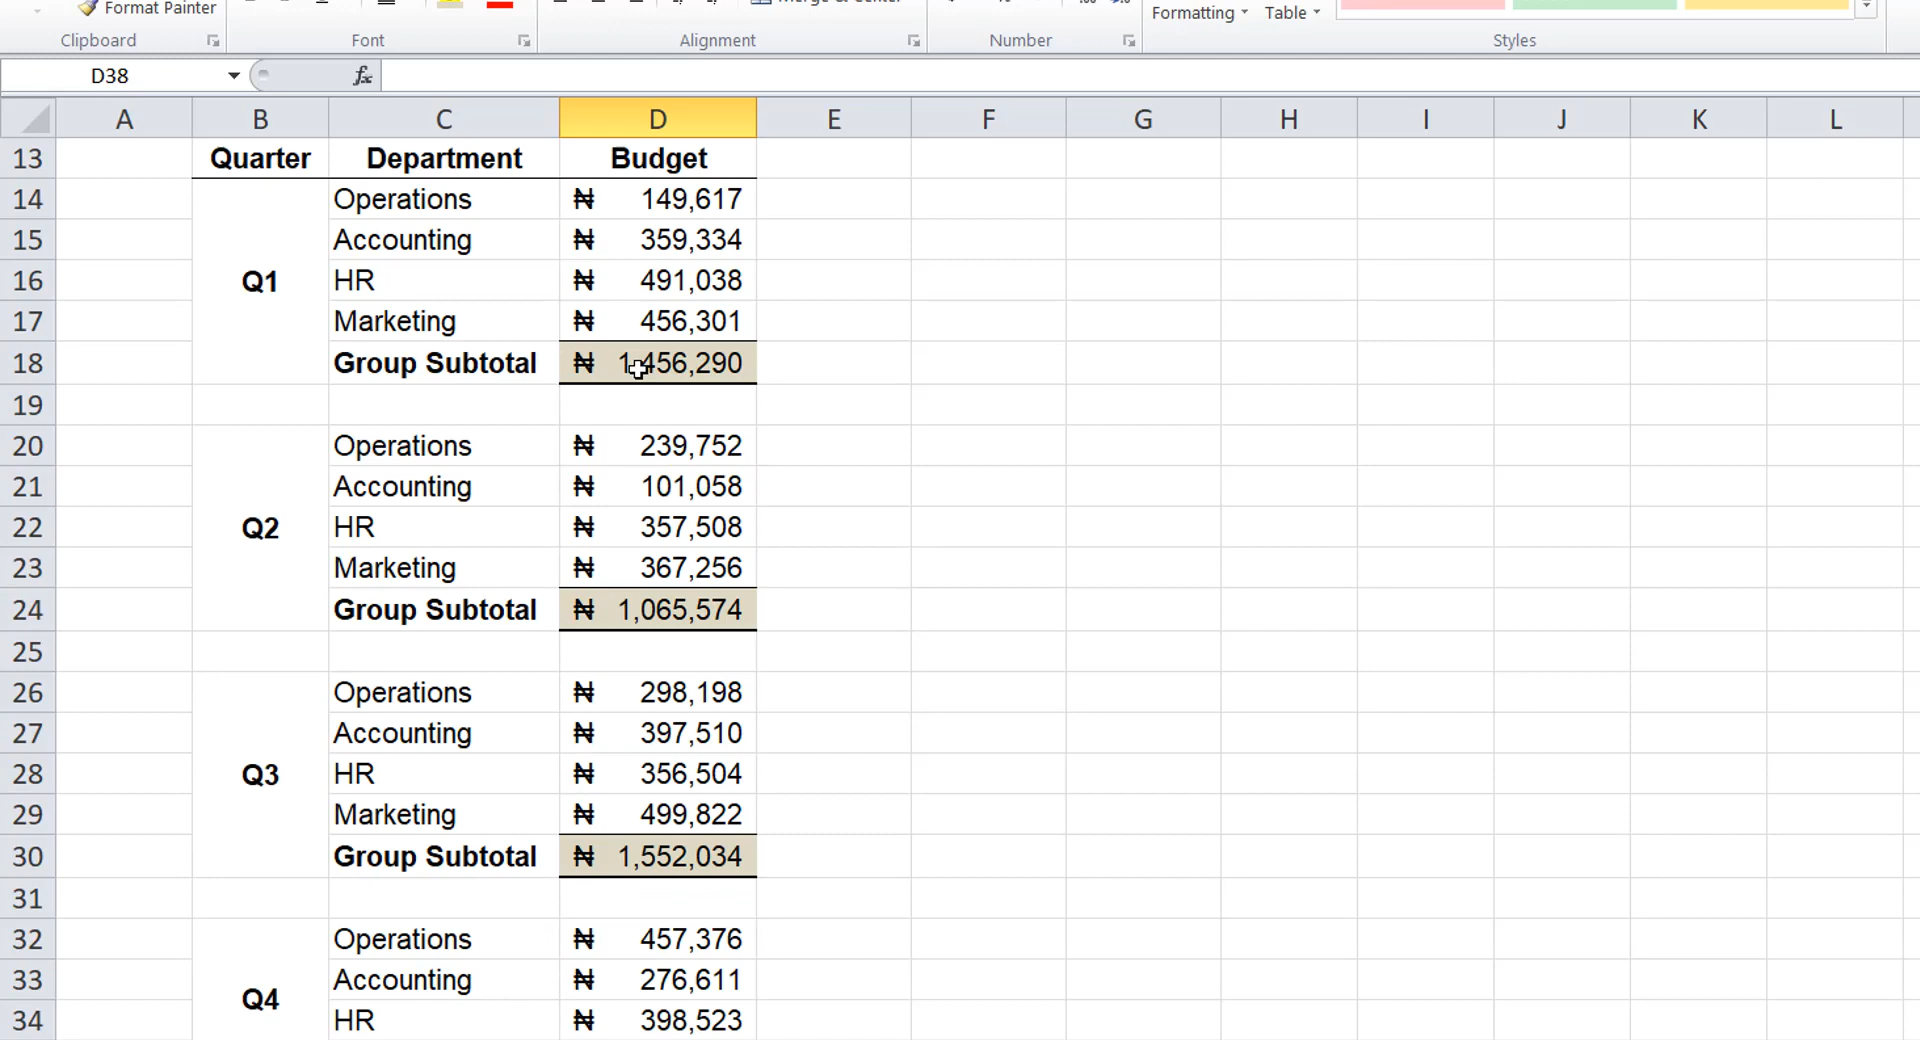 Format Painter
Formatting Table
Clipboard Font Alignment Number Styles
D38 fx
A B C D E F G H I J K L
13 Quarter Department Budget
14 Operations ₦ 149,617
15 Accounting ₦ 359,334
16 Q1 HR ₦ 491,038
17 Marketing ₦ 456,301
18 Group Subtotal ₦ 1,456,290
19
20 Operations ₦ 239,752
21 Accounting ₦ 101,058
22 Q2 HR ₦ 357,508
23 Marketing ₦ 367,256
24 Group Subtotal ₦ 1,065,574
25
26 Operations ₦ 298,198
27 Accounting ₦ 397,510
28 Q3 HR ₦ 356,504
29 Marketing ₦ 499,822
30 Group Subtotal ₦ 1,552,034
31
32 Operations ₦ 457,376
33 Accounting ₦ 276,611
Q4
34 HR ₦ 398,523